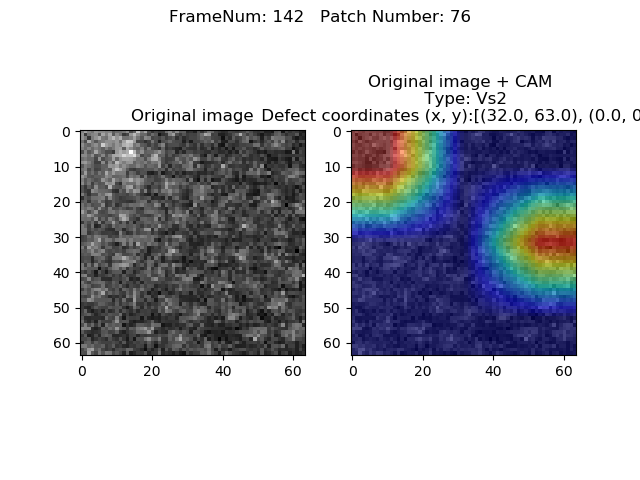 FrameNum: 142   Patch Number: 76
Original image + CAM
Type: Vs2
Original image
Defect coordinates (x, y):[(32.0, 63.0), (0.0, 0
0
10
20
30
40
50
60
0 20 40 60
0
10
20
30
40
50
60
0 20 40 60